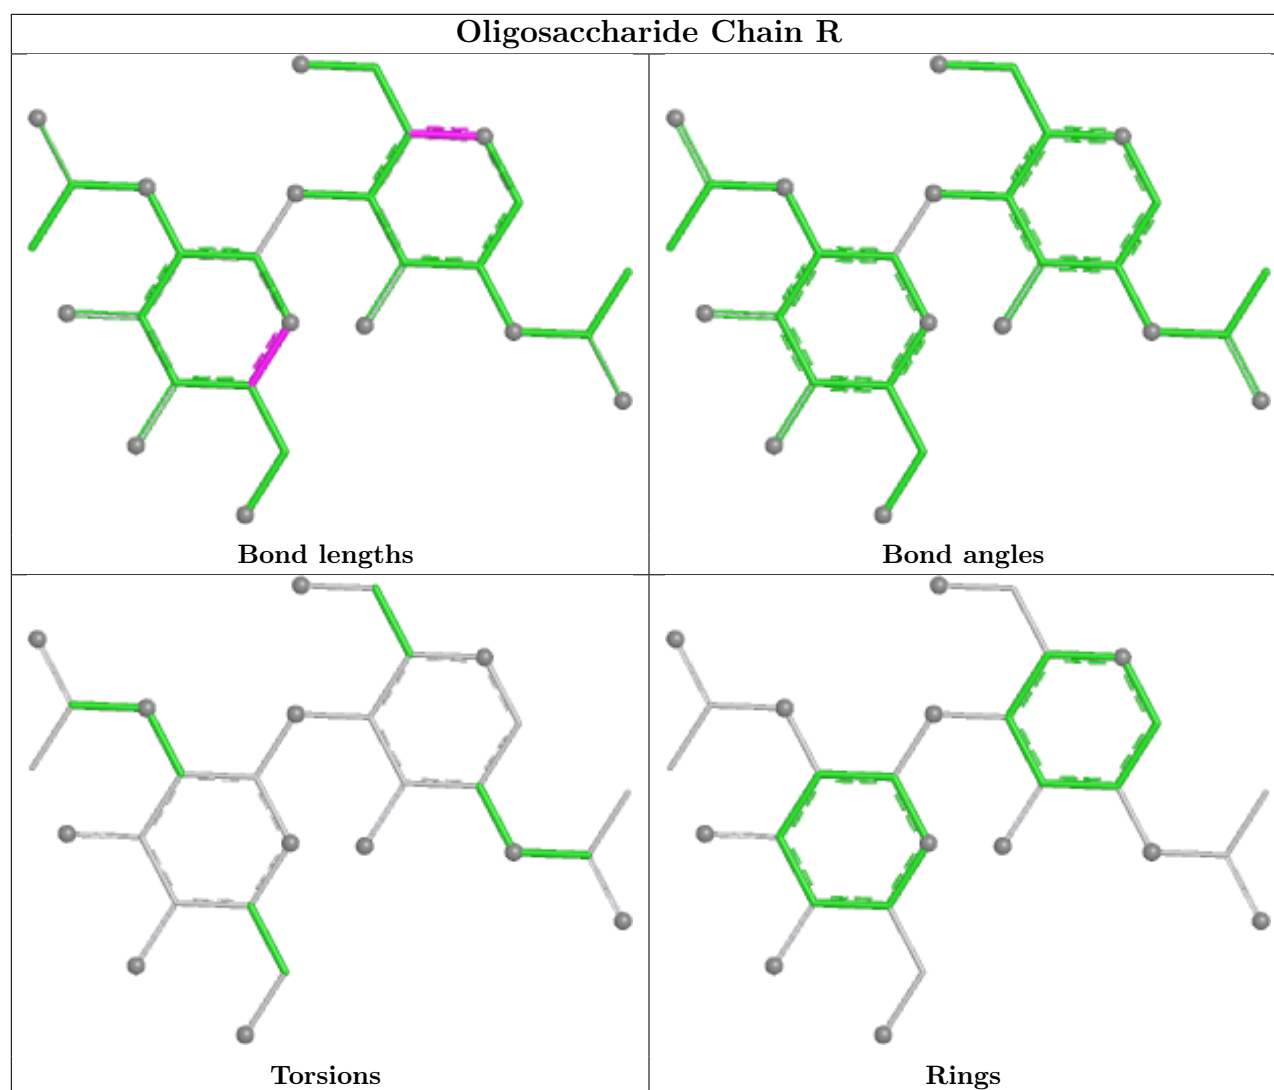 Oligosaccharide Chain R
Bond lengths
Bond angles
Torsions
Rings